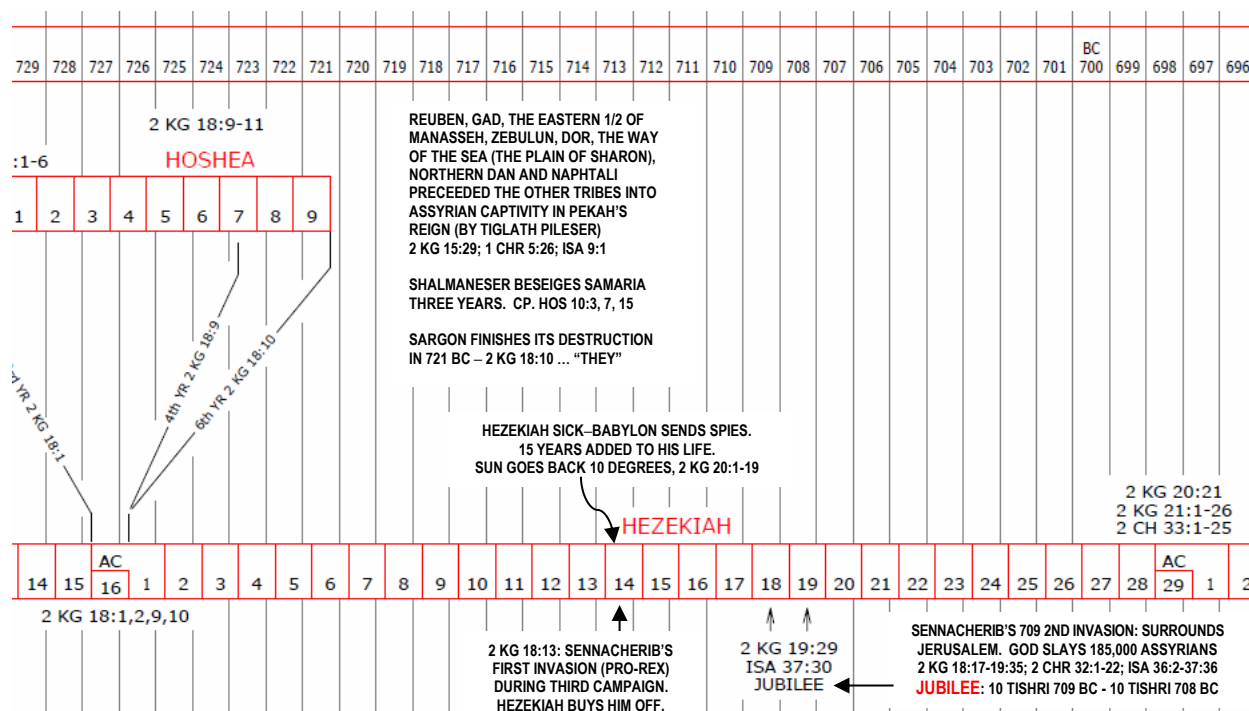 BC
729 728 727 726 725 724 723 722 721 720 719 718 717 716 715 714 713 712 711 710 709 708 707 706 705 704 703 702 701 700 699 698 697 696
2 KG 18:9-11
:1-6
HOSHEA
1 2 3 4 5 6 7 8 9
REUBEN, GAD, THE EASTERN 1/2 OF
MANASSEH, ZEBULUN, DOR, THE WAY
OF THE SEA (THE PLAIN OF SHARON),
NORTHERN DAN AND NAPHTALI
PRECEEDED THE OTHER TRIBES INTO
ASSYRIAN CAPTIVITY IN PEKAH'S
REIGN (BY TIGLATH PILESER)
2 KG 15:29; 1 CHR 5:26; ISA 9:1
SHALMANESER BESEIGES SAMARIA
THREE YEARS. CP. HOS 10:3, 7, 15
SARGON FINISHES ITS DESTRUCTION
IN 721 BC – 2 KG 18:10 ... “THEY”
YR 2 KG 18:1
4th YR 2 KG 18:9
6th YR 2 KG 18:10
HEZEKIAH SICK–BABYLON SENDS SPIES.
15 YEARS ADDED TO HIS LIFE.
SUN GOES BACK 10 DEGREES, 2 KG 20:1-19
HEZEKIAH
2 KG 20:21
2 KG 21:1-26
2 CH 33:1-25
AC AC
14 15 16 1 2 3 4 5 6 7 8 9 10 11 12 13 14 15 16 17 18 19 20 21 22 23 24 25 26 27 28 29 1 2
2 KG 18:1,2,9,10
2 KG 18:13: SENNACHERIB'S
FIRST INVASION (PRO-REX)
DURING THIRD CAMPAIGN.
HEZEKIAH BUYS HIM OFF.
2 KG 19:29
ISA 37:30
JUBILEE
SENNACHERIB'S 709 2ND INVASION: SURROUNDS
JERUSALEM. GOD SLAYS 185,000 ASSYRIANS
2 KG 18:17-19:35; 2 CHR 32:1-22; ISA 36:2-37:36
JUBILEE: 10 TISHRI 709 BC - 10 TISHRI 708 BC